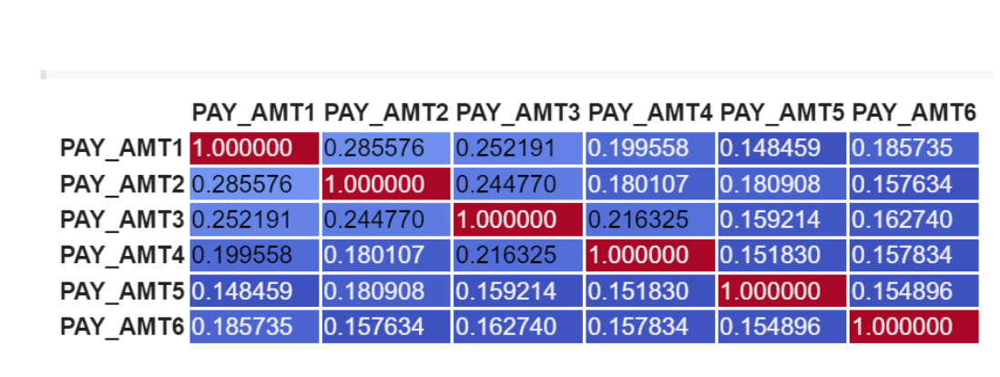 PAY_AMT1 PAY_AMT2 PAY_AMT3 PAY_AMT4 PAY_AMT5 PAY_AMT6
PAY_AMT1 1.000000 0.285576 0.252191 0.199558 0.148459 0.185735
PAY_AMT2 0.285576 1.000000 0.244770 0.180107 0.180908 0.157634
PAY_AMT3 0.252191 0.244770 1.000000 0.216325 0.159214 0.162740
PAY_AMT4 0.199558 0.180107 0.216325 1.000000 0.151830 0.157834
PAY_AMT5 0.148459 0.180908 0.159214 0.151830 1.000000 0.154896
PAY_AMT6 0.185735 0.157634 0.162740 0.157834 0.154896 1.000000